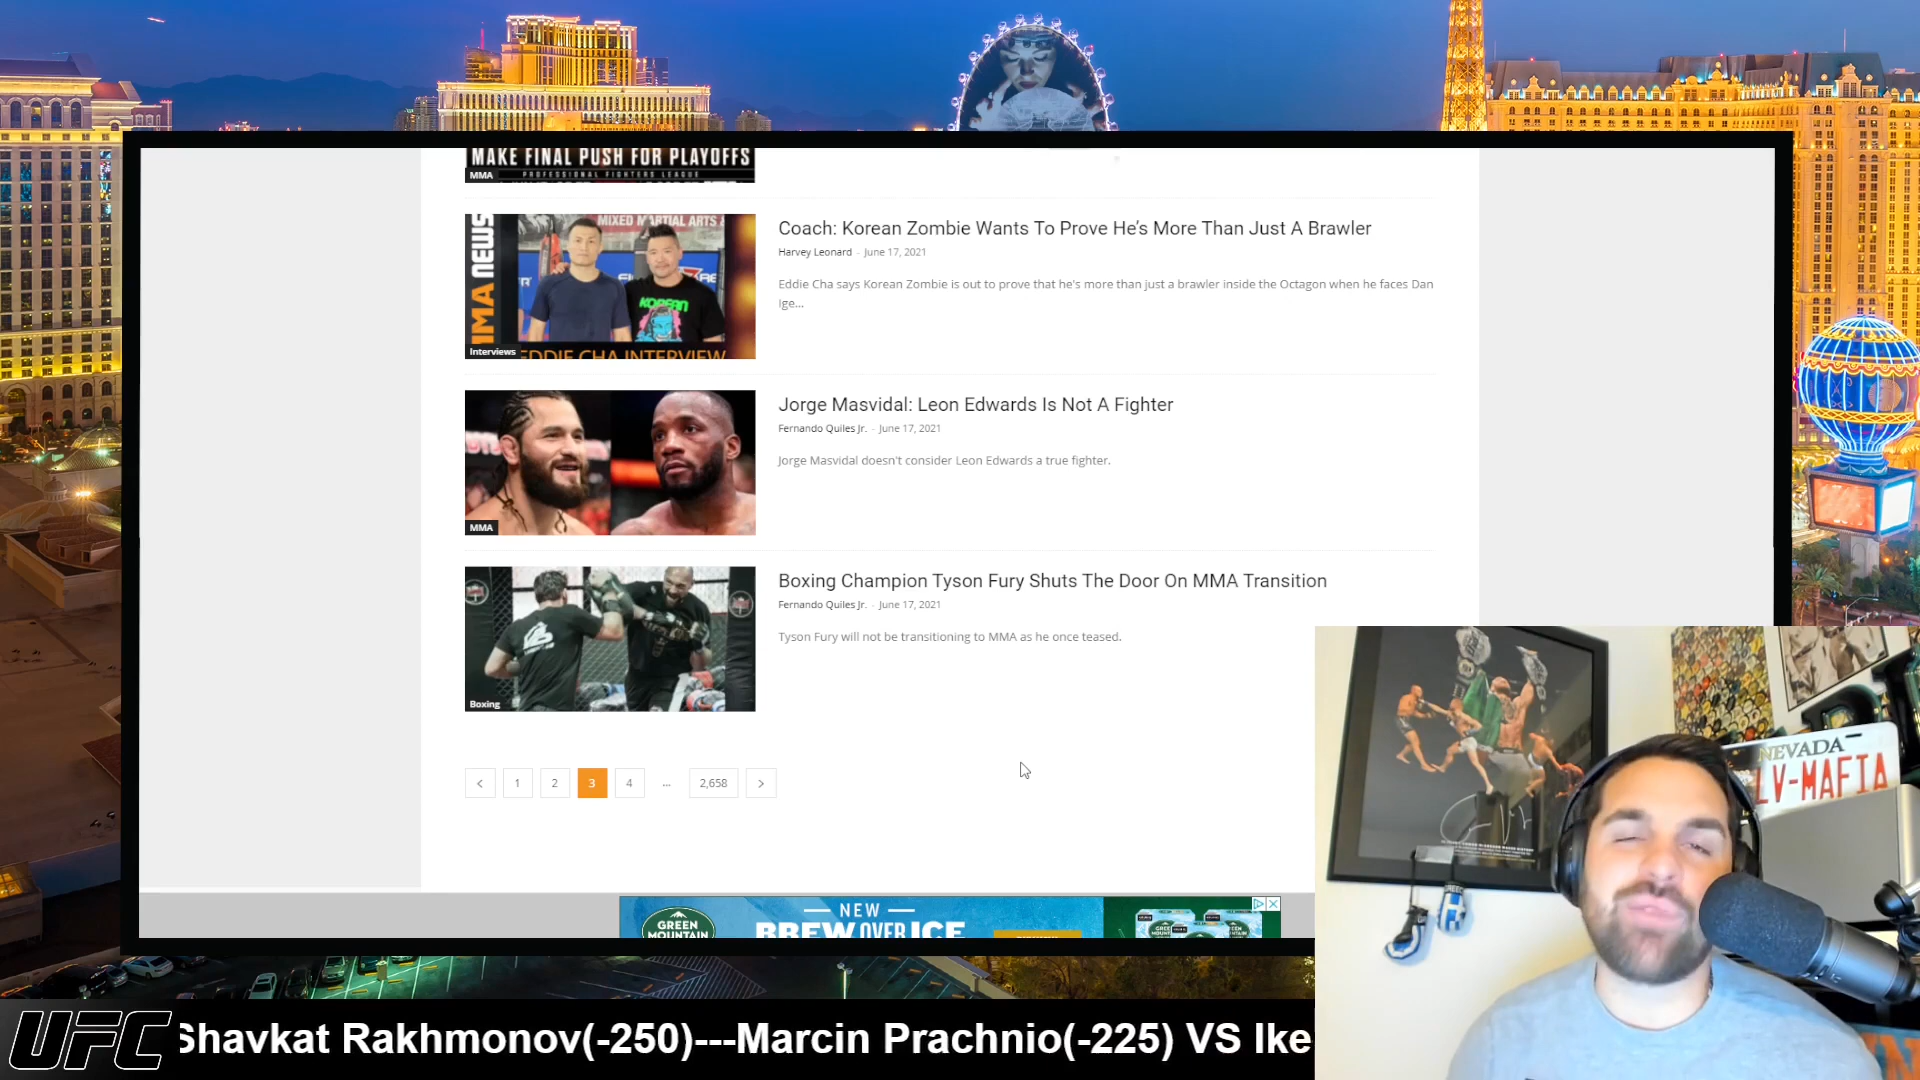 MAKE FINAL PUSH FOR PLAYOFFS
PROFESSIONAL FIGHTERS LEAGUE
MMA
MIXED MARTIAL ARTS
MMA NEWS
KOREAN
EDDIE CHA INTERVIEW
Interviews
Coach: Korean Zombie Wants To Prove He's More Than Just A Brawler
Harvey Leonard - June 17, 2021
Eddie Cha says Korean Zombie is out to prove that he's more than just a brawler inside the Octagon when he faces Dan
Ige...
MMA
Jorge Masvidal: Leon Edwards Is Not A Fighter
Fernando Quiles Jr. - June 17, 2021
Jorge Masvidal doesn't consider Leon Edwards a true fighter.
Boxing
Boxing Champion Tyson Fury Shuts The Door On MMA Transition
Fernando Quiles Jr. - June 17, 2021
Tyson Fury will not be transitioning to MMA as he once teased.
< 1 2 3 4 ... 2,658 >
NEVADA
LV-MAFIA
GREEN
MOUNTAIN
NEW
BREW OVER ICE
UFC
Shavkat Rakhmonov(-250)---Marcin Prachnio(-225) VS Ike